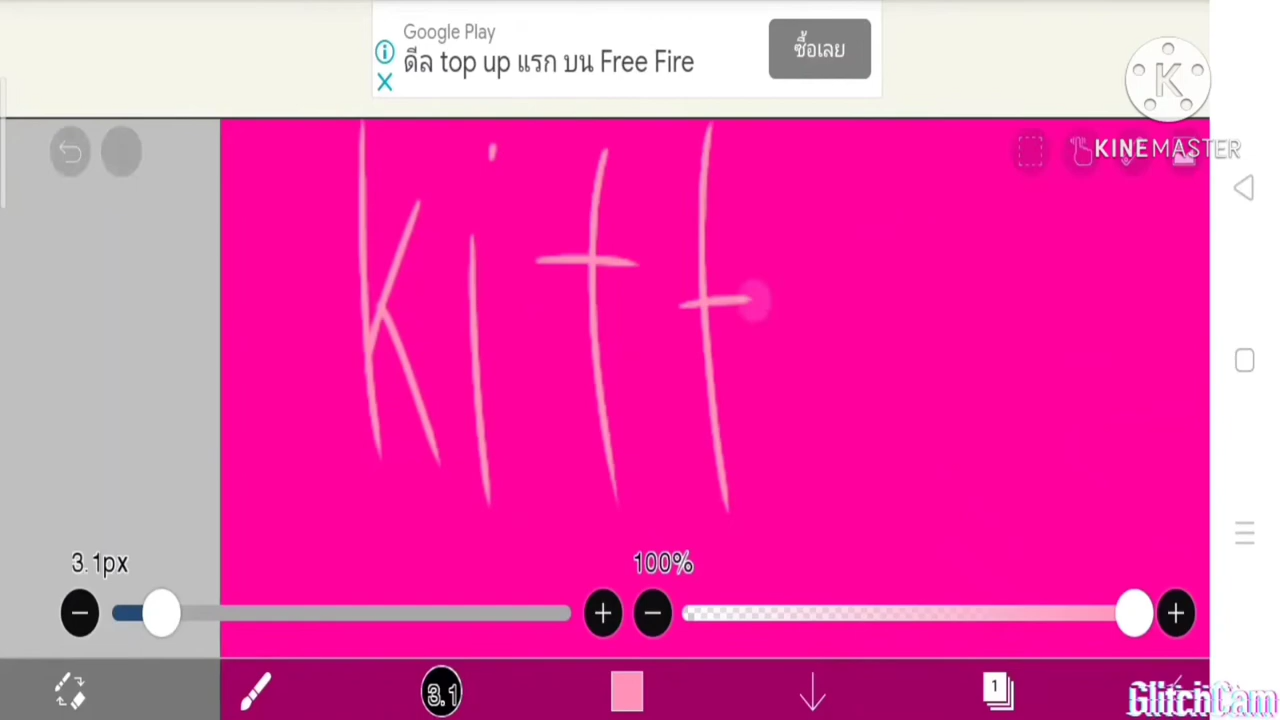 Google Play
ดีล top up แรก บน Free Fire
ซื้อเลย
K
KINEMASTER
Kitt
3.1px
100%
3.1
1
GlitchCam